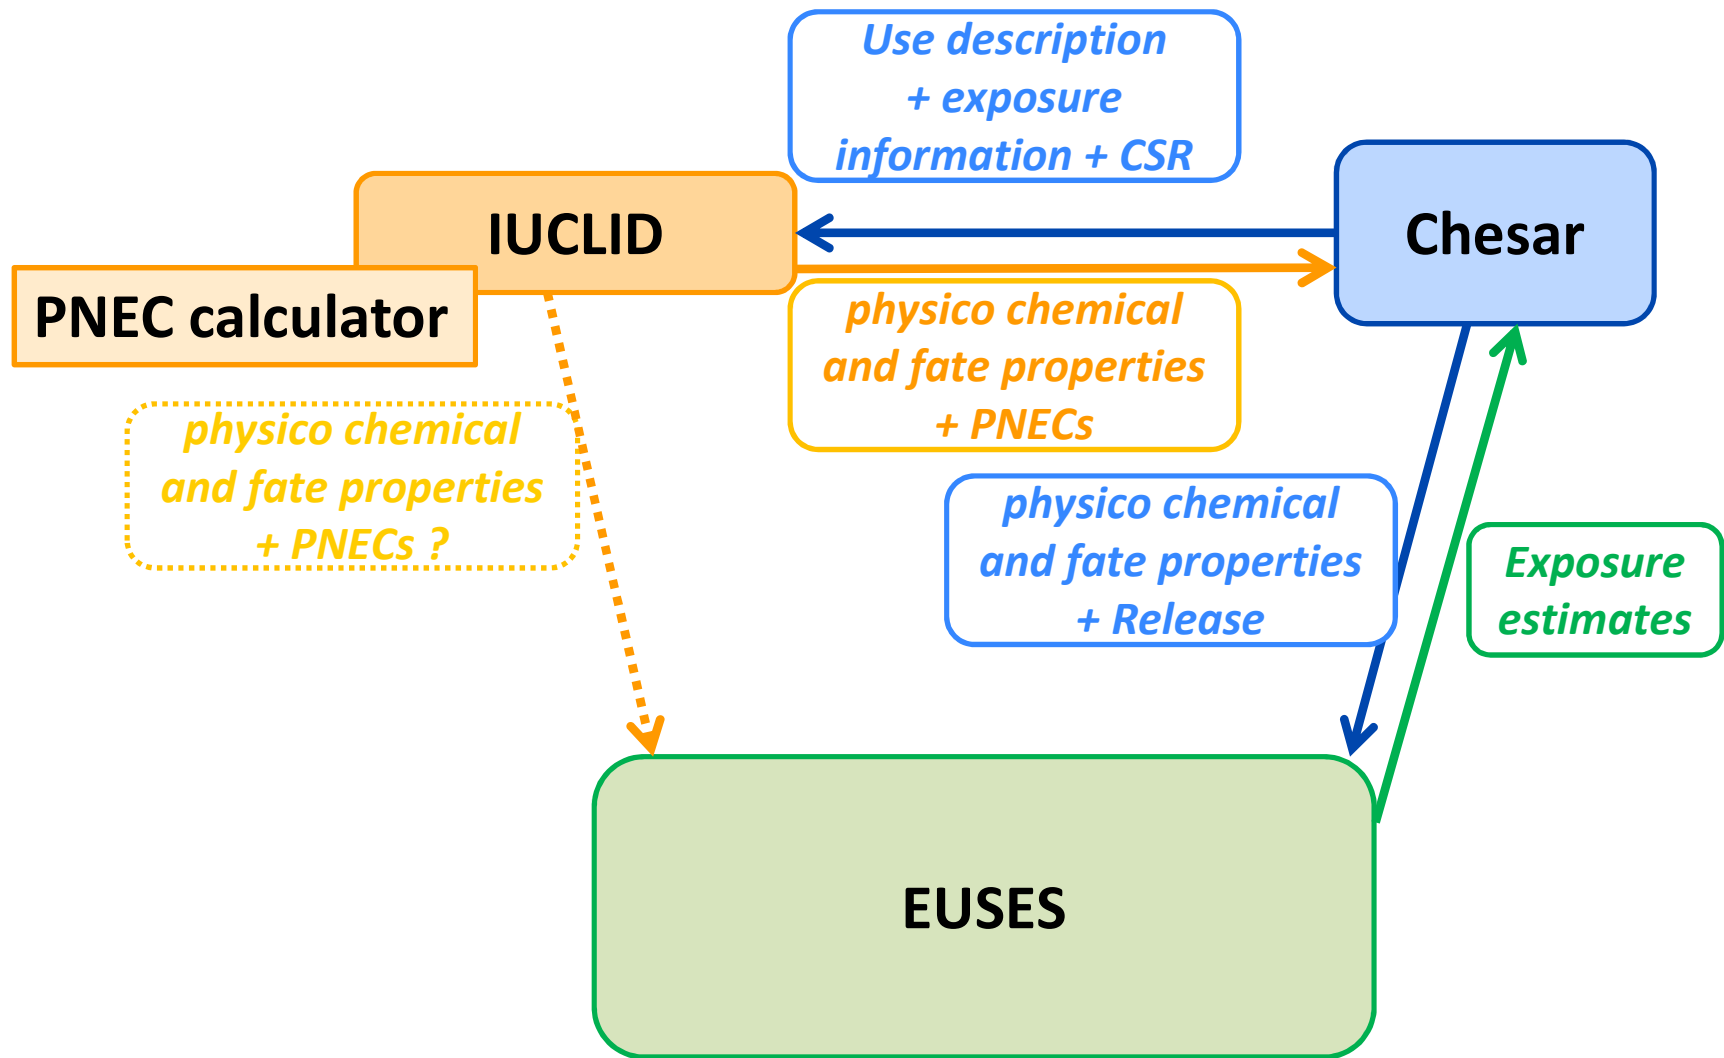 Use description
+ exposure
information + CSR
IUCLID
Chesar
PNEC calculator
physico chemical
and fate properties
+ PNECs
physico chemical
and fate properties
+ PNECs ?
physico chemical
and fate properties
+ Release
Exposure
estimates
EUSES